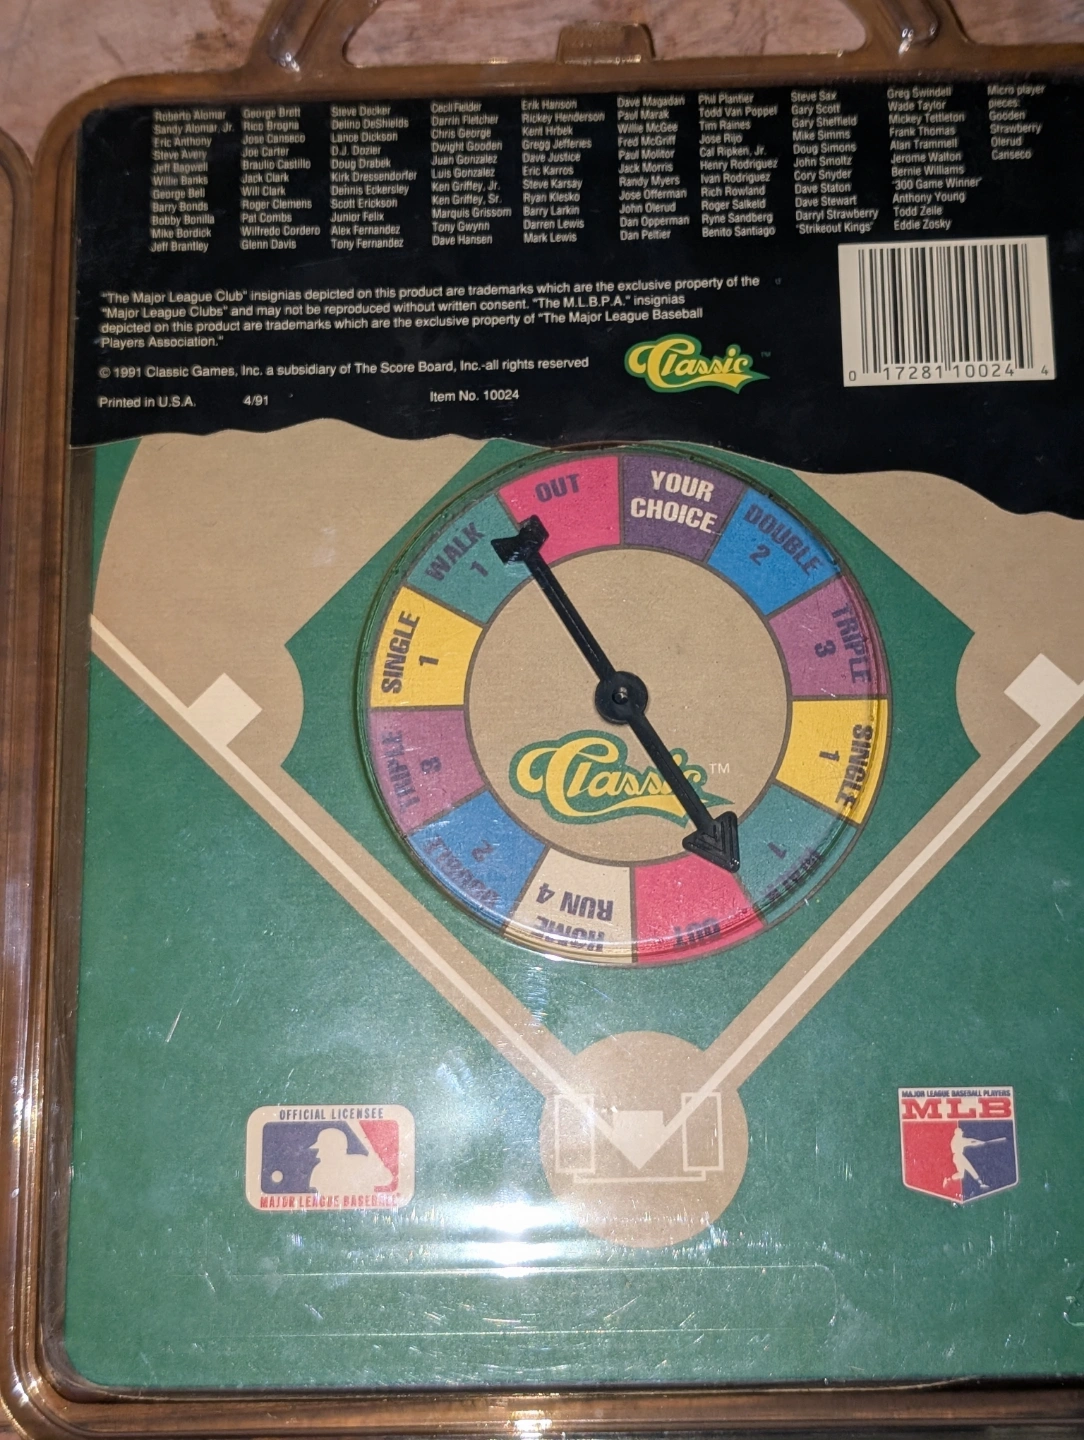 Roberto Alomar
Sandy Alomar, Jr.
Eric Anthony
Steve Avery
Jeff Bagwell
Willie Banks
George Bell
Barry Bonds
Bobby Bonilla
Mike Bordick
Jeff Brantley
George Brett
Rico Brogna
Jose Canseco
Joe Carter
Braulio Castillo
Jack Clark
Will Clark
Roger Clemens
Pat Combs
Wilfredo Cordero
Glenn Davis
Steve Decker
Delino DeShields
Lance Dickson
D.J. Dozier
Doug Drabek
Kirk Dressendorfer
Dennis Eckersley
Scott Erickson
Junior Felix
Alex Fernandez
Tony Fernandez
Cecil Fielder
Darrin Fletcher
Chris George
Dwight Gooden
Juan Gonzalez
Luis Gonzalez
Ken Griffey, Jr.
Ken Griffey, Sr.
Marquis Grissom
Tony Gwynn
Dave Hansen
Erik Hanson
Rickey Henderson
Kent Hrbek
Gregg Jefferies
Dave Justice
Eric Karros
Steve Karsay
Ryan Klesko
Barry Larkin
Darren Lewis
Mark Lewis
Dave Magadan
Paul Marak
Willie McGee
Fred McGriff
Paul Molitor
Jack Morris
Randy Myers
Jose Offerman
John Olerud
Dan Opperman
Dan Peltier
Phil Plantier
Todd Van Poppel
Tim Raines
Jose Rijo
Cal Ripken, Jr.
Henry Rodriguez
Ivan Rodriguez
Rich Rowland
Roger Salkeld
Ryne Sandberg
Benito Santiago
Steve Sax
Gary Scott
Gary Sheffield
Mike Simms
Doug Simons
John Smoltz
Cory Snyder
Dave Staton
Dave Stewart
Darryl Strawberry
'Strikeout Kings'
Greg Swindell
Wade Taylor
Mickey Tettleton
Frank Thomas
Alan Trammell
Jerome Walton
Bernie Williams
'300 Game Winner'
Anthony Young
Todd Zeile
Eddie Zosky
Micro player
pieces:
Gooden
Strawberry
Olerud
Canseco
"The Major League Club" insignias depicted on this product are trademarks which are the exclusive property of the
"Major League Clubs" and may not be reproduced without written consent. "The M.L.B.P.A." insignias
depicted on this product are trademarks which are the exclusive property of "The Major League Baseball
Players Association."
© 1991 Classic Games, Inc. a subsidiary of The Score Board, Inc.-all rights reserved
Printed in U.S.A. 4/91 Item No. 10024
Classic™
0 17281 10024 4
OUT
YOUR
CHOICE
DOUBLE
2
TRIPLE
3
SINGLE
1
WALK
1
OUT
HOME
RUN 4
DOUBLE
2
TRIPLE
3
SINGLE
1
WALK
1
Classic™
OFFICIAL LICENSEE
MAJOR LEAGUE BASEBALL
MAJOR LEAGUE BASEBALL PLAYERS
MLB